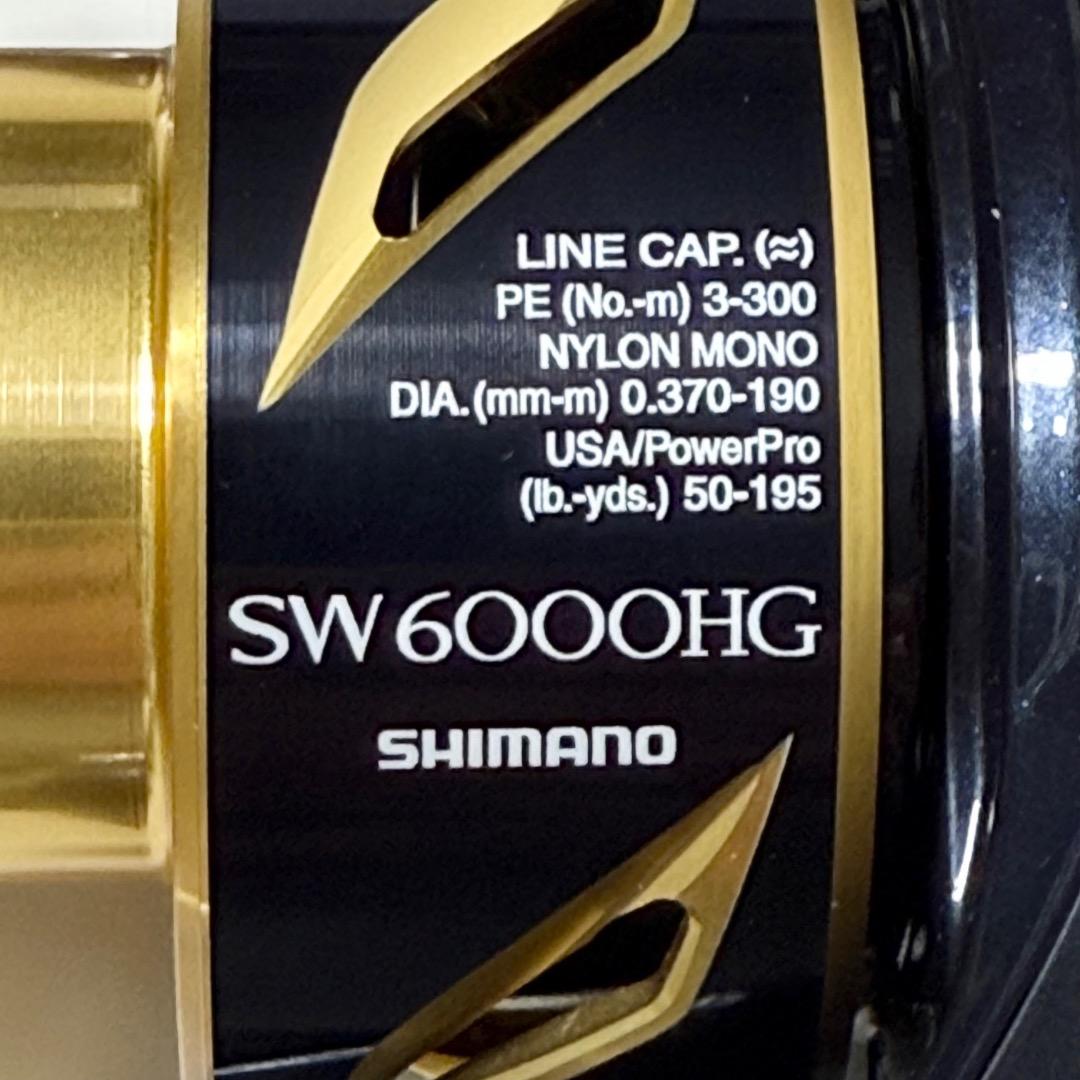 LINE CAP. (≈)
PE (No.-m) 3-300
NYLON MONO
DIA. (mm-m) 0.370-190
USA/PowerPro
(lb.-yds.) 50-195
SW 6000HG
SHIMANO